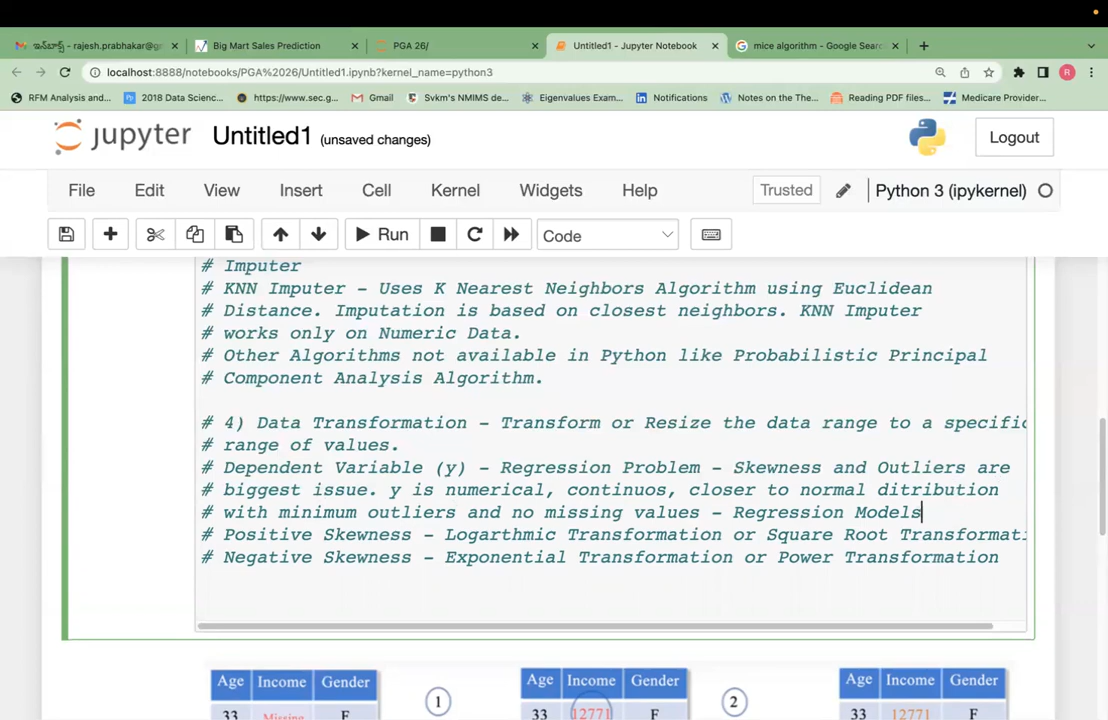 ఇన్‌బాక్స్ - rajesh.prabhakar@gr
Big Mart Sales Prediction
PGA 26/
Untitled1 - Jupyter Notebook
mice algorithm - Google Searc
localhost:8888/notebooks/PGA%2026/Untitled1.ipynb?kernel_name=python3
R
RFM Analysis and...
2018 Data Scienc...
https://www.sec.g...
Gmail
Svkm's NMIMS de...
Eigenvalues Exam...
Notifications
Notes on the The...
Reading PDF files...
Medicare Provider...
jupyter Untitled1 (unsaved changes)
Logout
File Edit View Insert Cell Kernel Widgets Help
Trusted
Python 3 (ipykernel)
Run
Code
# Imputer
# KNN Imputer - Uses K Nearest Neighbors Algorithm using Euclidean
# Distance. Imputation is based on closest neighbors. KNN Imputer
# works only on Numeric Data.
# Other Algorithms not available in Python like Probabilistic Principal
# Component Analysis Algorithm.
# 4) Data Transformation - Transform or Resize the data range to a specific
# range of values.
# Dependent Variable (y) - Regression Problem - Skewness and Outliers are
# biggest issue. y is numerical, continuos, closer to normal ditribution
# with minimum outliers and no missing values - Regression Models
# Positive Skewness - Logarthmic Transformation or Square Root Transformati
# Negative Skewness - Exponential Transformation or Power Transformation
Age Income Gender
33 Missing F
1
Age Income Gender
33 12771 F
2
Age Income Gender
33 12771 F